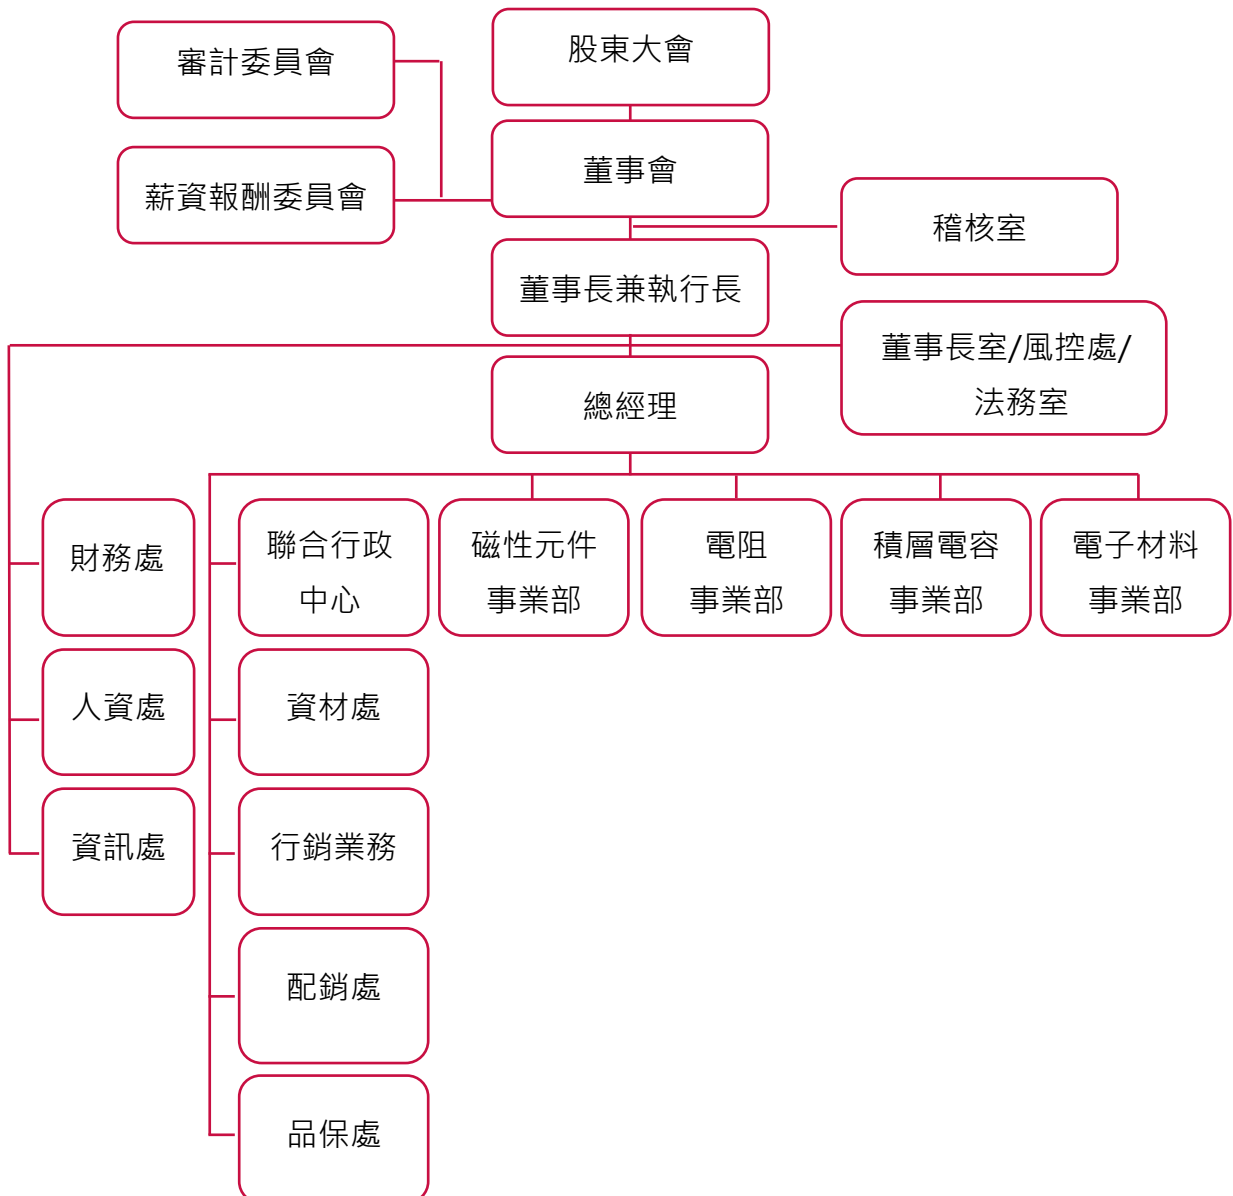 審計委員會
股東大會
薪資報酬委員會
董事會
稽核室
董事長兼執行長
董事長室/風控處/
法務室
總經理
財務處
聯合行政
中心
磁性元件
事業部
電阻
事業部
積層電容
事業部
電子材料
事業部
人資處
資材處
資訊處
行銷業務
配銷處
品保處